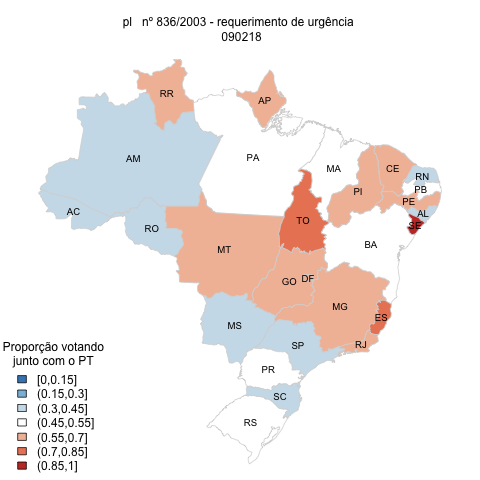 pl nº 836/2003 - requerimento de urgência
090218
RR
AP
AM
PA
MA
CE
RN
PB
PI
PE
AL
SE
AC
RO
TO
BA
MT
GO
DF
MG
ES
MS
SP
RJ
PR
SC
RS
Proporção votando
junto com o PT
[0,0.15]
(0.15,0.3]
(0.3,0.45]
(0.45,0.55]
(0.55,0.7]
(0.7,0.85]
(0.85,1]